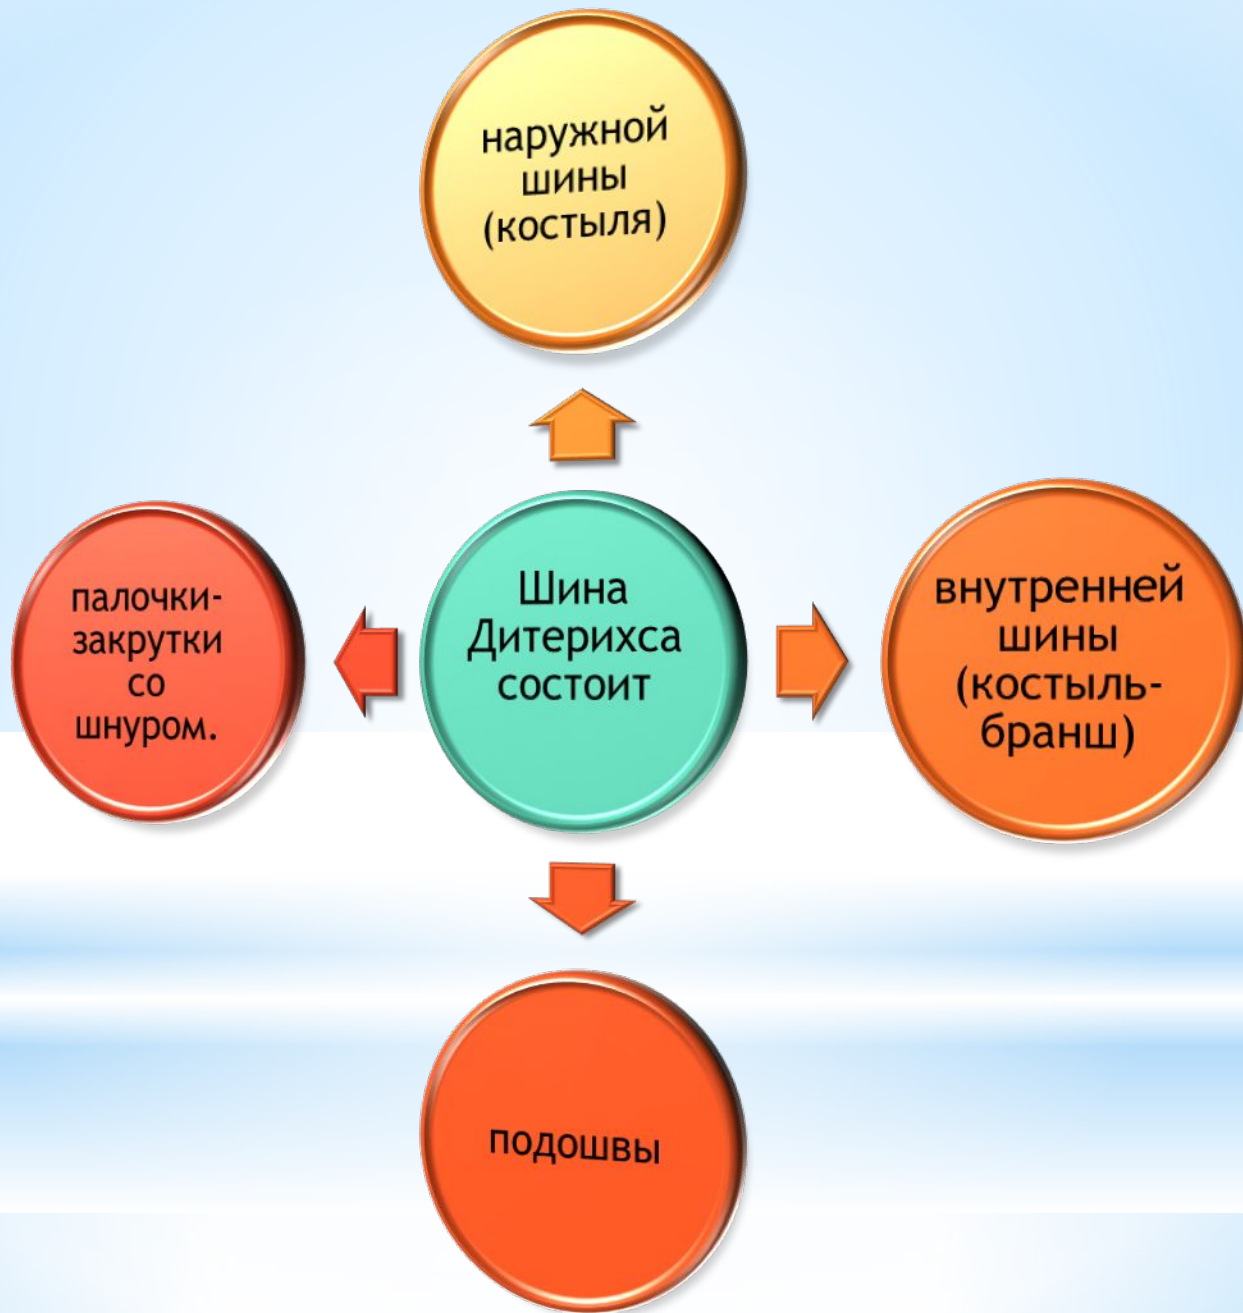 наружной
шины
(костыля)
палочки-
закрутки
со
шнуром.
Шина
Дитерихса
состоит
внутренней
шины
(костыль-
бранш)
подошвы